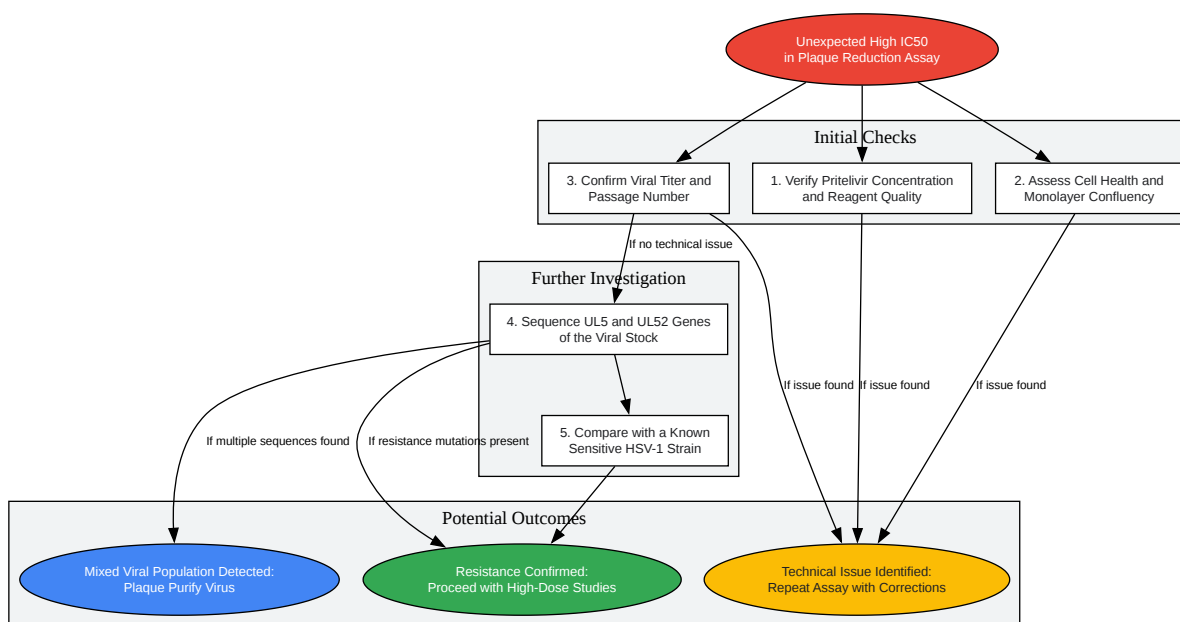 Unexpected High IC50
in Plaque Reduction Assay
Initial Checks
3. Confirm Viral Titer and
Passage Number
1. Verify Pritelivir Concentration
and Reagent Quality
2. Assess Cell Health and
Monolayer Confluency
If no technical issue
Further Investigation
4. Sequence UL5 and UL52 Genes
of the Viral Stock
If issue found
If issue found
If issue found
If multiple sequences found
If resistance mutations present
5. Compare with a Known
Sensitive HSV-1 Strain
Potential Outcomes
Mixed Viral Population Detected:
Plaque Purify Virus
Resistance Confirmed:
Proceed with High-Dose Studies
Technical Issue Identified:
Repeat Assay with Corrections